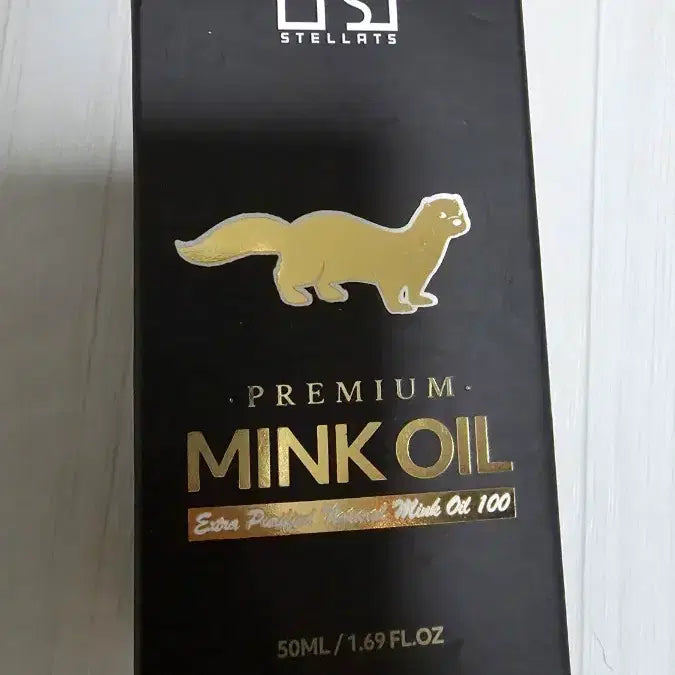 STELLATS
· PREMIUM ·
MINK OIL
Extra Purified Natural Mink Oil 100
50ML / 1.69 FL.OZ